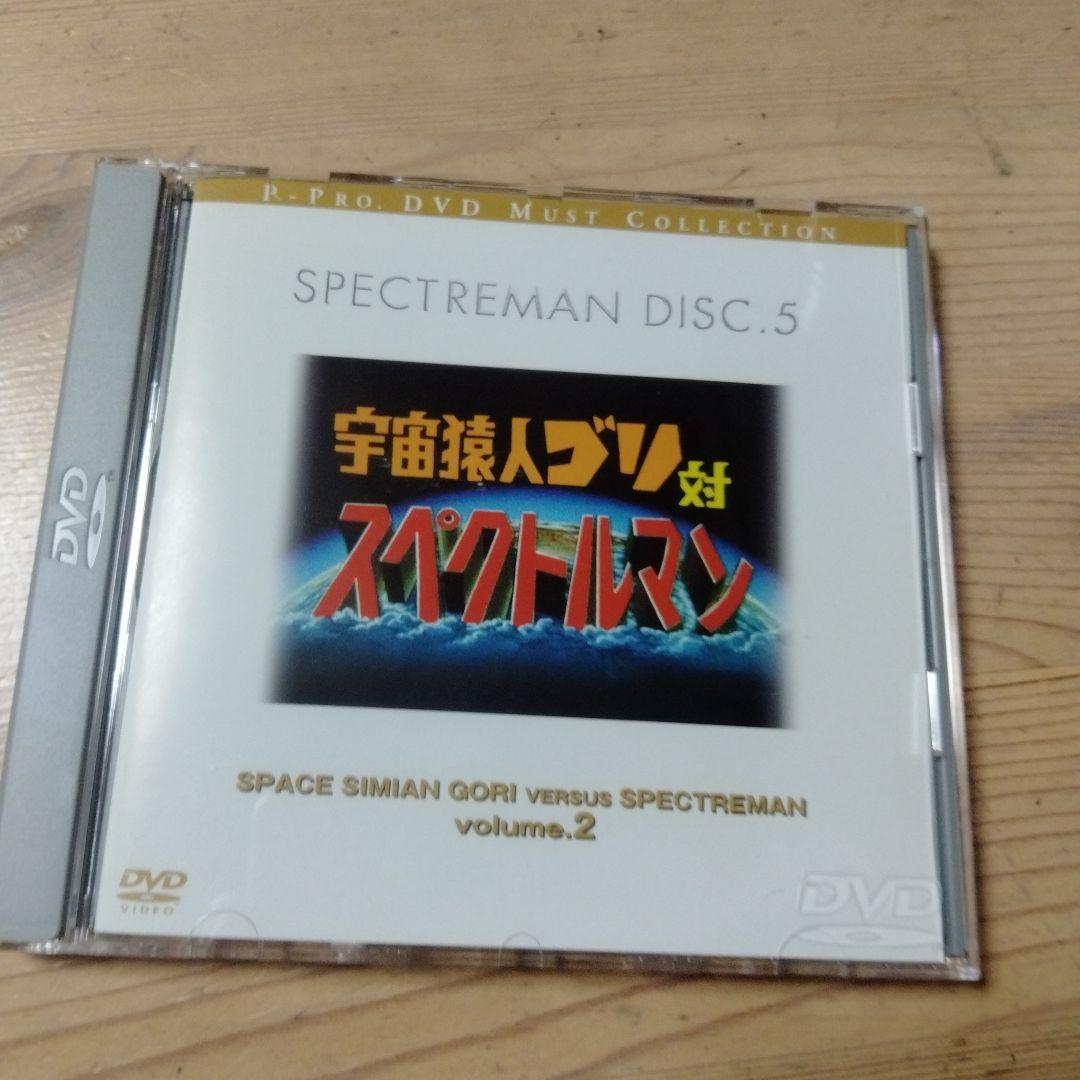 P-PRO. DVD MUST COLLECTION
SPECTREMAN DISC.5
宇宙猿人ゴリ対
スペクトルマン
SPACE SIMIAN GORI VERSUS SPECTREMAN
volume.2
DVD
DVD
VIDEO
DVD